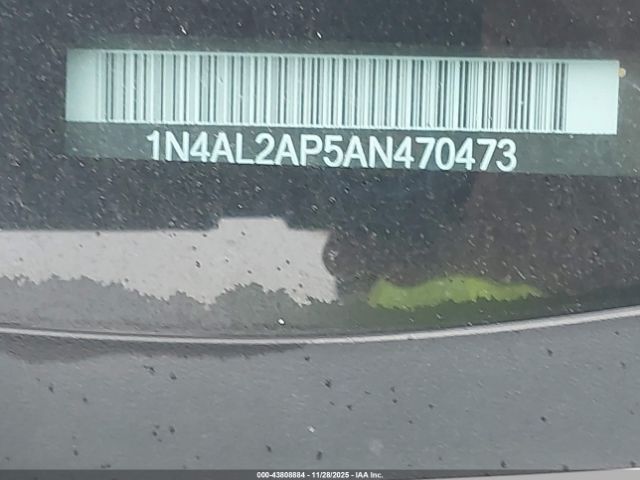 1N4AL2AP5AN470473
000-43808884 - 11/28/2025 - IAA Inc.